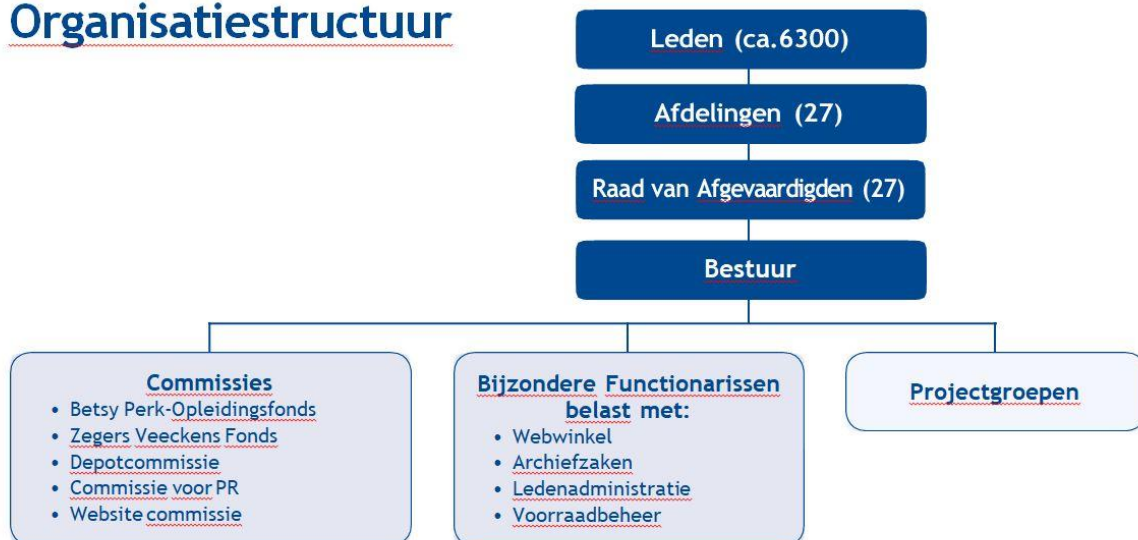 Organisatiestructuur
Leden (ca.6300)
Afdelingen (27)
Raad van Afgevaardigden (27)
Bestuur
Commissies
• Betsy Perk-Opleidingsfonds
• Zegers Veeckens Fonds
• Depotcommissie
• Commissie voor PR
• Website commissie
Bijzondere Functionarissen
belast met:
• Webwinkel
• Archiefzaken
• Ledenadministratie
• Voorraadbeheer
Projectgroepen